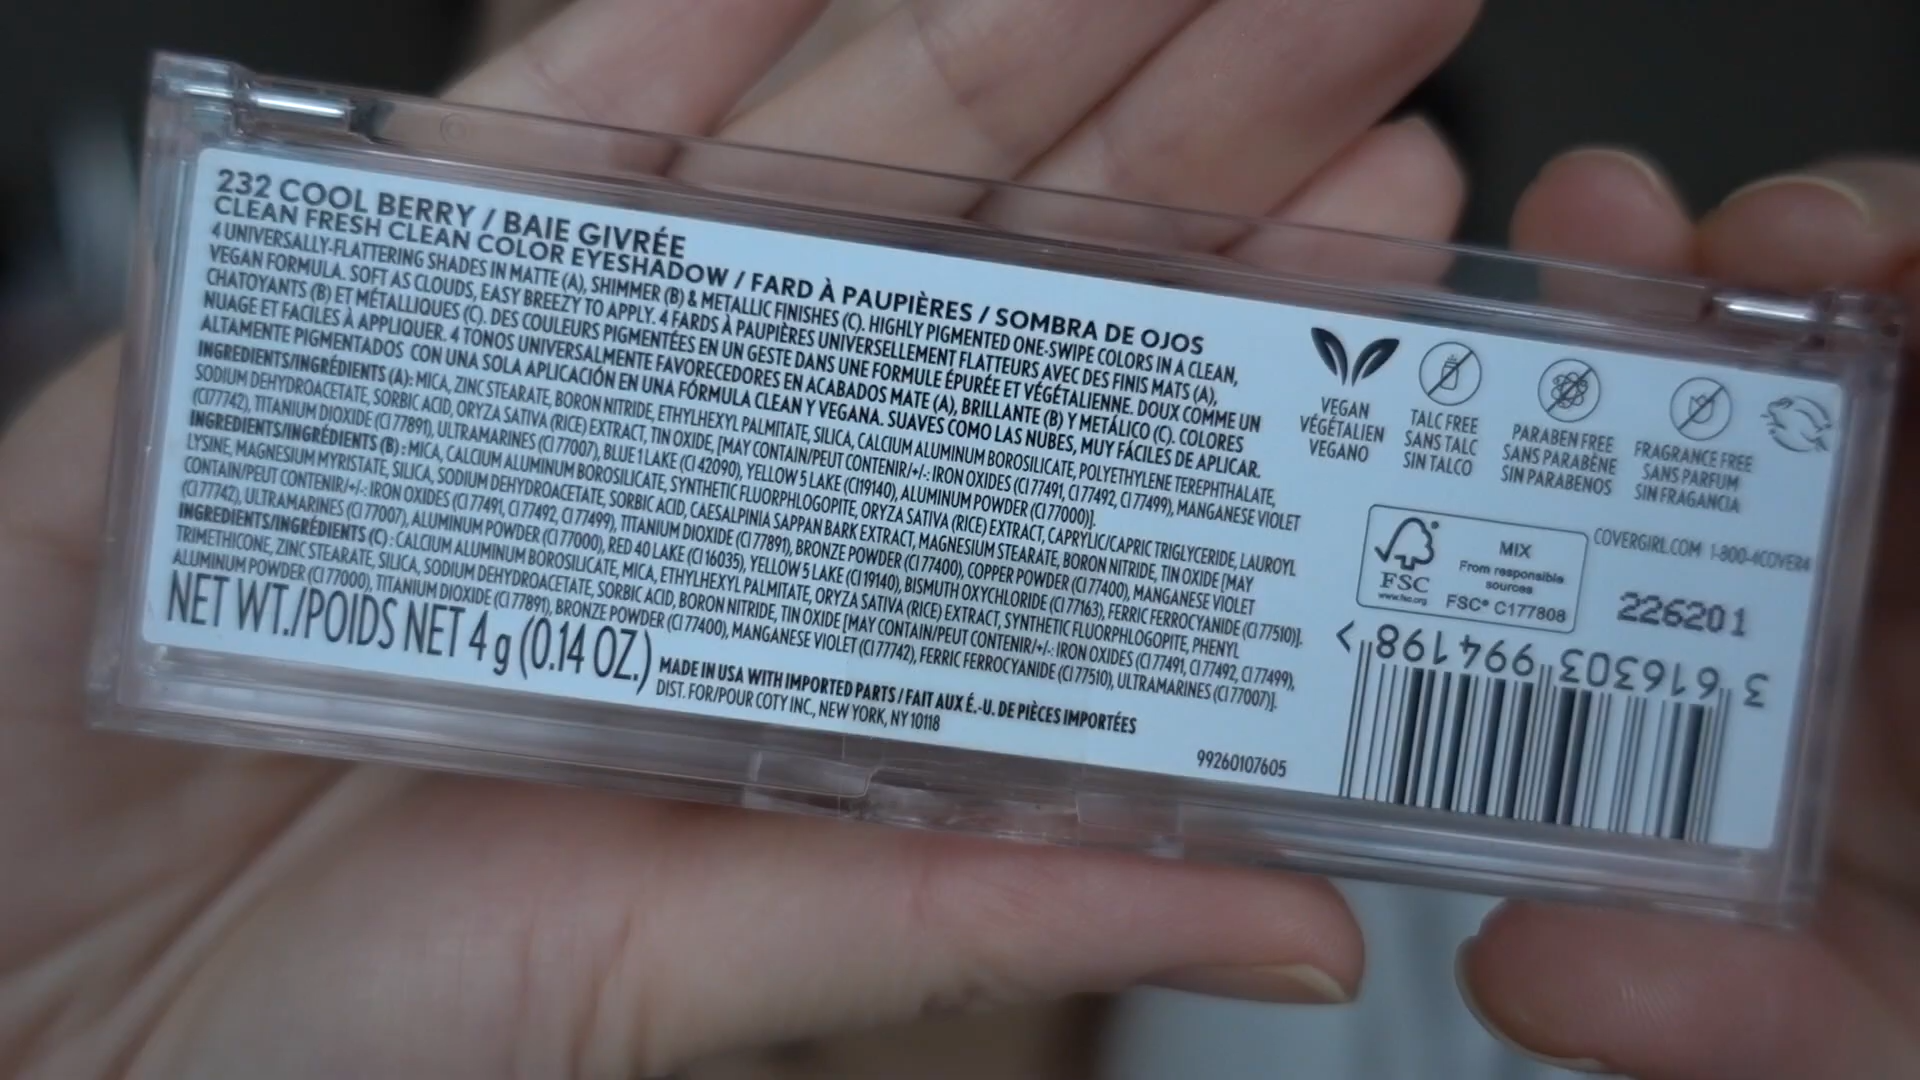 232 COOL BERRY / BAIE GIVRÉE
CLEAN FRESH CLEAN COLOR EYESHADOW / FARD À PAUPIÈRES / SOMBRA DE OJOS
4 UNIVERSALLY-FLATTERING SHADES IN MATTE (A), SHIMMER (B) & METALLIC FINISHES (C). HIGHLY PIGMENTED ONE-SWIPE COLORS IN A CLEAN,
VEGAN FORMULA. SOFT AS CLOUDS, EASY BREEZY TO APPLY. 4 FARDS À PAUPIÈRES UNIVERSELLEMENT FLATTEURS AVEC DES FINIS MATS (A),
CHATOYANTS (B) ET MÉTALLIQUES (C). DES COULEURS PIGMENTÉES EN UN GESTE DANS UNE FORMULE ÉPURÉE ET VÉGÉTALIENNE. DOUX COMME UN
NUAGE ET FACILES À APPLIQUER. 4 TONOS UNIVERSALMENTE FAVORECEDORES EN ACABADOS MATE (A), BRILLANTE (B) Y METÁLICO (C). COLORES
ALTAMENTE PIGMENTADOS CON UNA SOLA APLICACIÓN EN UNA FÓRMULA CLEAN Y VEGANA. SUAVES COMO LAS NUBES, MUY FÁCILES DE APLICAR.
INGREDIENTS/INGRÉDIENTS (A): MICA, ZINC STEARATE, BORON NITRIDE, ETHYLHEXYL PALMITATE, SILICA, CALCIUM ALUMINUM BOROSILICATE, POLYETHYLENE TEREPHTHALATE,
SODIUM DEHYDROACETATE, SORBIC ACID, ORYZA SATIVA (RICE) EXTRACT, TIN OXIDE, [MAY CONTAIN/PEUT CONTENIR/+/-: IRON OXIDES (CI 77491, CI 77492, CI 77499), MANGANESE VIOLET
(CI 77742), TITANIUM DIOXIDE (CI 77891), ULTRAMARINES (CI 77007), BLUE 1 LAKE (CI 42090), YELLOW 5 LAKE (CI 19140), ALUMINUM POWDER (CI 77000)].
INGREDIENTS/INGRÉDIENTS (B) : MICA, CALCIUM ALUMINUM BOROSILICATE, SYNTHETIC FLUORPHLOGOPITE, ORYZA SATIVA (RICE) EXTRACT, CAPRYLIC/CAPRIC TRIGLYCERIDE, LAUROYL
LYSINE, MAGNESIUM MYRISTATE, SILICA, SODIUM DEHYDROACETATE, SORBIC ACID, CAESALPINIA SAPPAN BARK EXTRACT, MAGNESIUM STEARATE, BORON NITRIDE, TIN OXIDE [MAY
CONTAIN/PEUT CONTENIR/+/-: IRON OXIDES (CI 77491, CI 77492, CI 77499), TITANIUM DIOXIDE (CI 77891), BRONZE POWDER (CI 77400), COPPER POWDER (CI 77400), MANGANESE VIOLET
(CI 77742), ULTRAMARINES (CI 77007), ALUMINUM POWDER (CI 77000), RED 40 LAKE (CI 16035), YELLOW 5 LAKE (CI 19140), BISMUTH OXYCHLORIDE (CI 77163), FERRIC FERROCYANIDE (CI 77510)].
INGREDIENTS/INGRÉDIENTS (C) : CALCIUM ALUMINUM BOROSILICATE, MICA, ETHYLHEXYL PALMITATE, ORYZA SATIVA (RICE) EXTRACT, SYNTHETIC FLUORPHLOGOPITE, PHENYL
TRIMETHICONE, ZINC STEARATE, SILICA, SODIUM DEHYDROACETATE, SORBIC ACID, BORON NITRIDE, TIN OXIDE [MAY CONTAIN/PEUT CONTENIR/+/-: IRON OXIDES (CI 77491, CI 77492, CI 77499),
ALUMINUM POWDER (CI 77000), TITANIUM DIOXIDE (CI 77891), BRONZE POWDER (CI 77400), MANGANESE VIOLET (CI 77742), FERRIC FERROCYANIDE (CI 77510), ULTRAMARINES (CI 77007)].
NET WT./POIDS NET 4 g (0.14 OZ.)
MADE IN USA WITH IMPORTED PARTS / FAIT AUX É.-U. DE PIÈCES IMPORTÉES
DIST. FOR/POUR COTY INC., NEW YORK, NY 10118
99260107605
VEGAN
VÉGÉTALIEN
VEGANO
TALC FREE
SANS TALC
SIN TALCO
PARABEN FREE
SANS PARABÈNE
SIN PARABENOS
FRAGRANCE FREE
SANS PARFUM
SIN FRAGANCIA
FSC
www.fsc.org
MIX
From responsible
sources
FSC® C177808
COVERGIRL.COM 1-800-4COVER4
226201
3 616303 994198 >